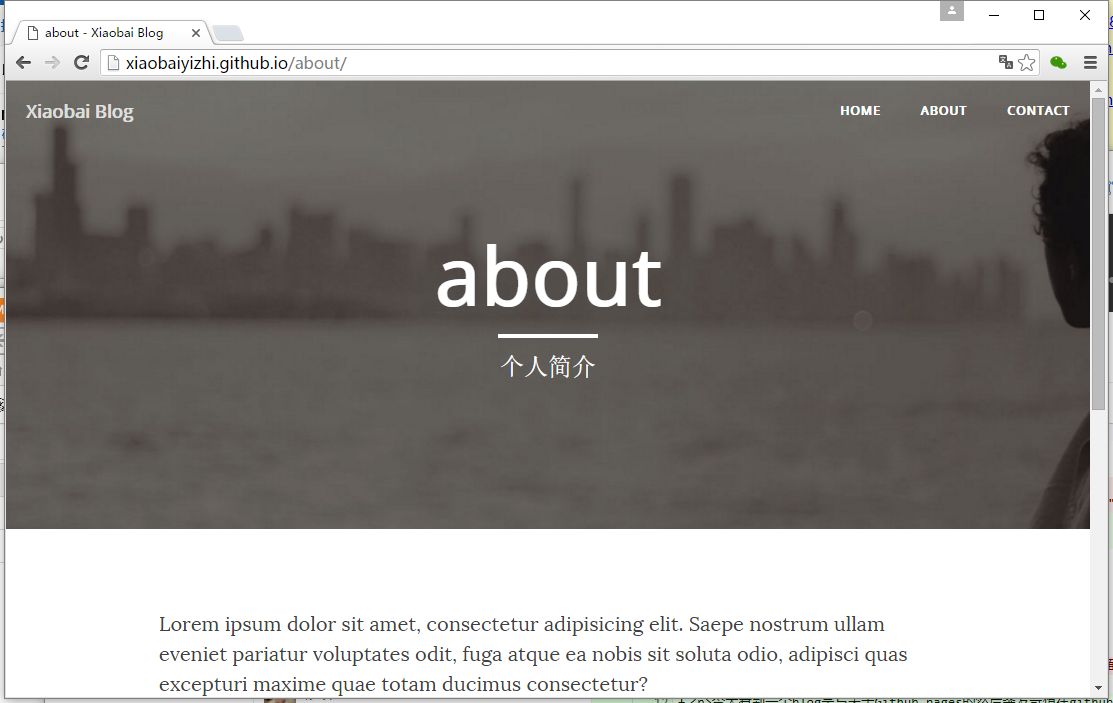 about - Xiaobai Blog
xiaobaiyizhi.github.io/about/
Xiaobai Blog
HOME ABOUT CONTACT
about
个人简介
Lorem ipsum dolor sit amet, consectetur adipisicing elit. Saepe nostrum ullam
eveniet pariatur voluptates odit, fuga atque ea nobis sit soluta odio, adipisci quas
excepturi maxime quae totam ducimus consectetur?